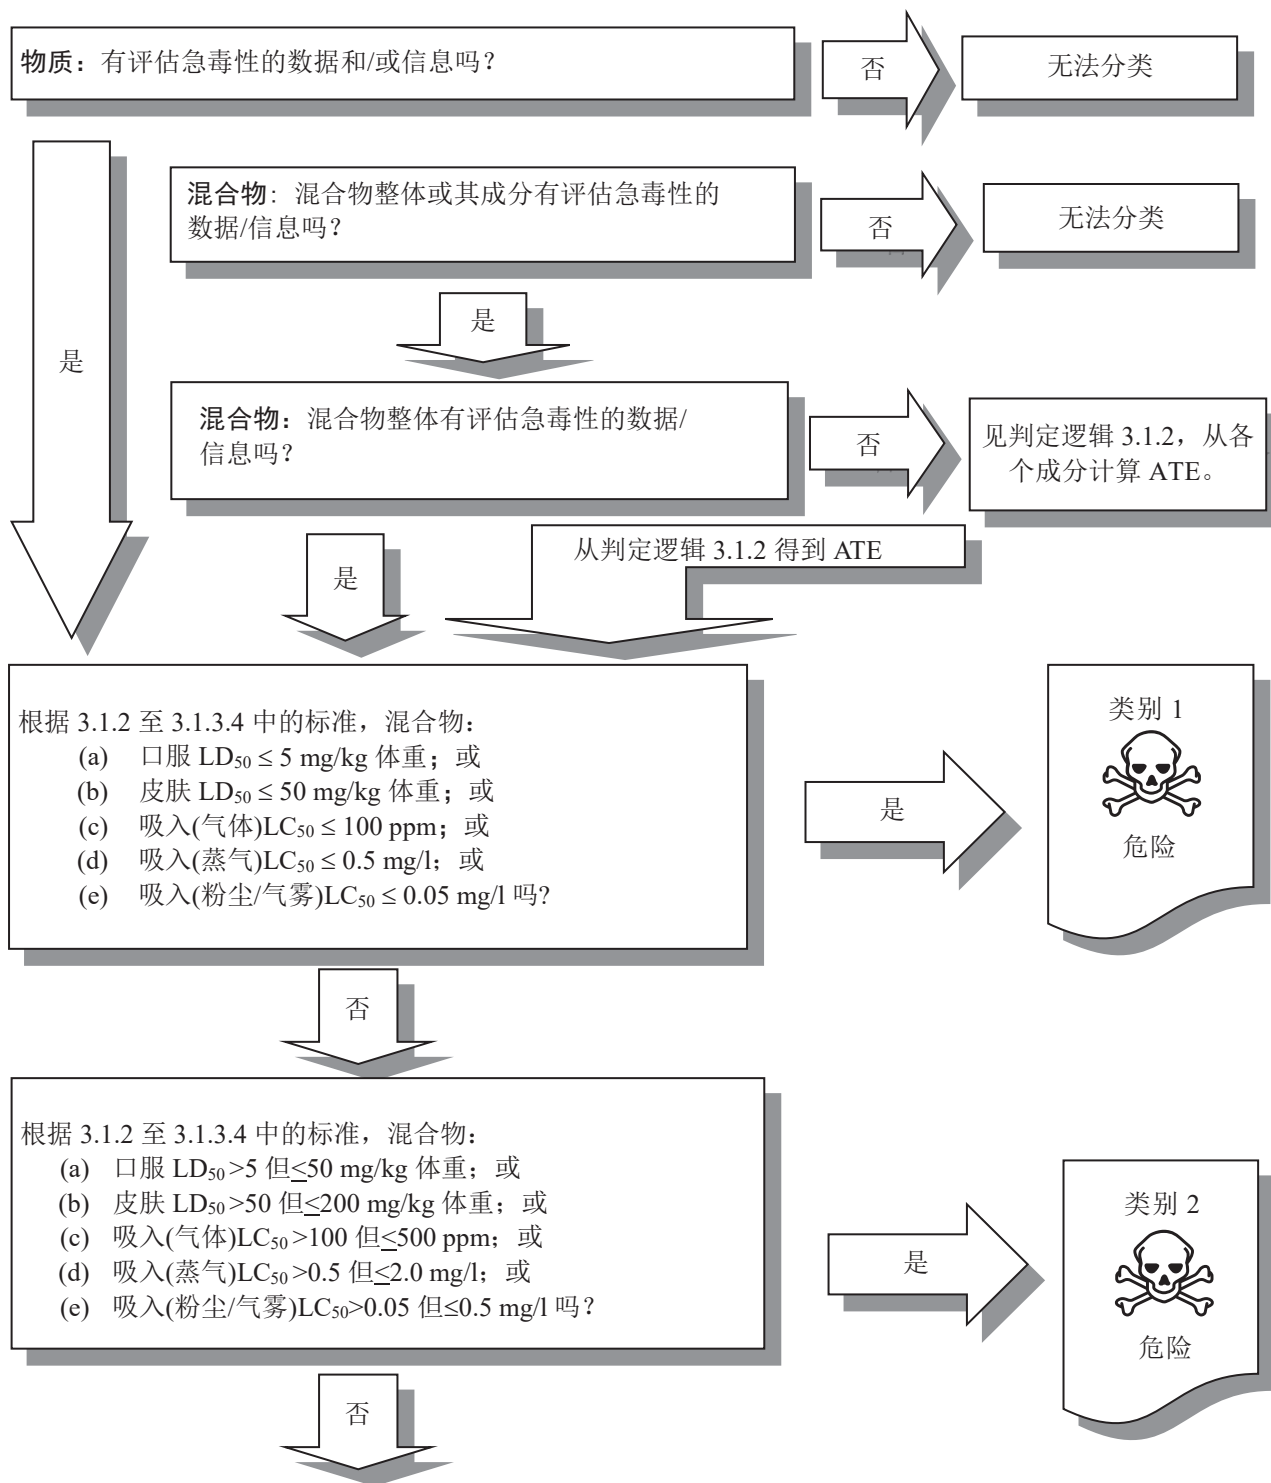 物质：有评估急毒性的数据和/或信息吗？
否
无法分类
混合物：混合物整体或其成分有评估急毒性的
数据/信息吗？
否
无法分类
是
是
混合物：混合物整体有评估急毒性的数据/
信息吗？
否
见判定逻辑 3.1.2，从各
个成分计算 ATE。
是
从判定逻辑 3.1.2 得到 ATE
根据 3.1.2 至 3.1.3.4 中的标准，混合物：
(a) 口服 LD₅₀ ≤ 5 mg/kg 体重；或
(b) 皮肤 LD₅₀ ≤ 50 mg/kg 体重；或
(c) 吸入(气体)LC₅₀ ≤ 100 ppm；或
(d) 吸入(蒸气)LC₅₀ ≤ 0.5 mg/l；或
(e) 吸入(粉尘/气雾)LC₅₀ ≤ 0.05 mg/l 吗?
是
类别 1
危险
否
根据 3.1.2 至 3.1.3.4 中的标准，混合物：
(a) 口服 LD₅₀ >5 但≤50 mg/kg 体重；或
(b) 皮肤 LD₅₀ >50 但≤200 mg/kg 体重；或
(c) 吸入(气体)LC₅₀ >100 但≤500 ppm；或
(d) 吸入(蒸气)LC₅₀ >0.5 但≤2.0 mg/l；或
(e) 吸入(粉尘/气雾)LC₅₀>0.05 但≤0.5 mg/l 吗？
是
类别 2
危险
否